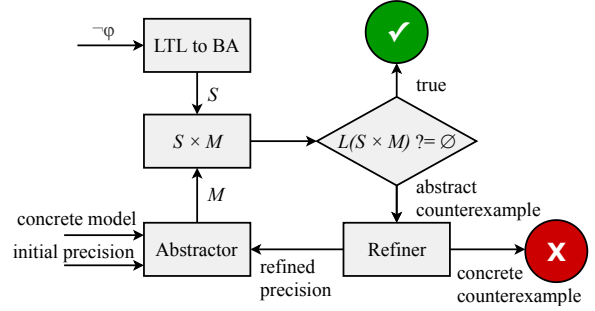 ¬φ
LTL to BA
✓
S
true
S × M
L(S × M) ?= ∅
M
abstract
counterexample
concrete model
initial precision
Abstractor
Refiner
X
refined
precision
concrete
counterexample